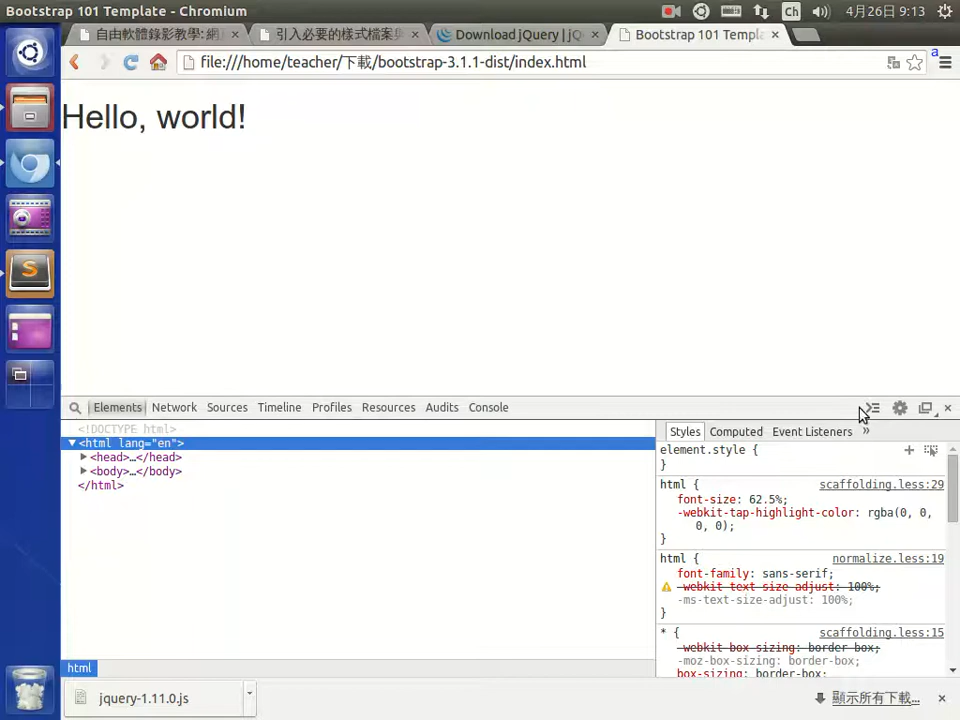 Bootstrap 101 Template - Chromium
Ch
4月26日 9:13
自由軟體錄影教學: 網
引入必要的樣式檔案與
Download jQuery | jQ
Bootstrap 101 Templ
file:///home/teacher/下載/bootstrap-3.1.1-dist/index.html
a
Hello, world!
Elements Network Sources Timeline Profiles Resources Audits Console
<!DOCTYPE html>
<html lang="en">
<head>…</head>
<body>…</body>
</html>
Styles Computed Event Listeners »
element.style {
}
html { scaffolding.less:29
font-size: 62.5%;
-webkit-tap-highlight-color: rgba(0, 0,
0, 0);
}
html { normalize.less:19
font-family: sans-serif;
-webkit-text-size-adjust: 100%;
-ms-text-size-adjust: 100%;
}
* { scaffolding.less:15
-webkit-box-sizing: border-box;
-moz-box-sizing: border-box;
box-sizing: border-box;
html
jquery-1.11.0.js
顯示所有下載...